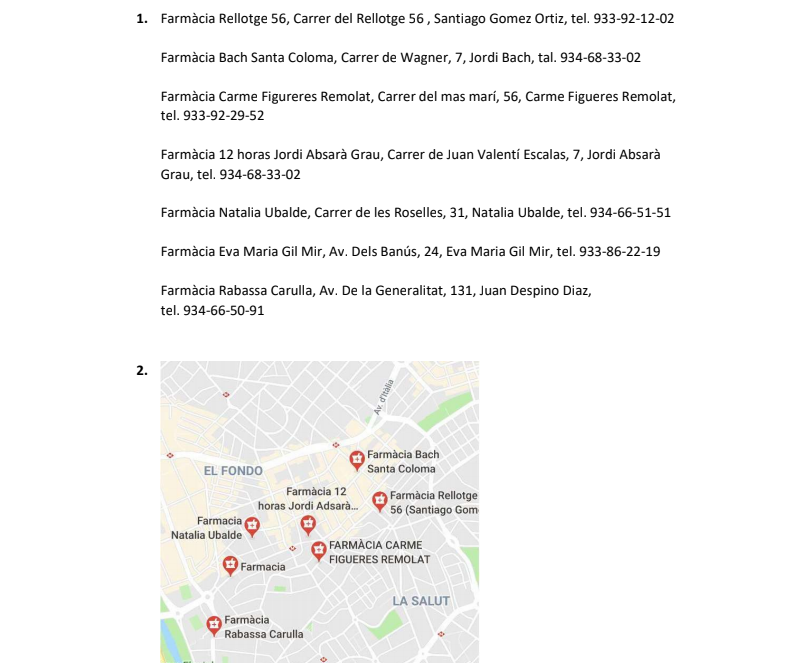 1. Farmàcia Rellotge 56, Carrer del Rellotge 56 , Santiago Gomez Ortiz, tel. 933-92-12-02
Farmàcia Bach Santa Coloma, Carrer de Wagner, 7, Jordi Bach, tal. 934-68-33-02
Farmàcia Carme Figureres Remolat, Carrer del mas marí, 56, Carme Figueres Remolat,
tel. 933-92-29-52
Farmàcia 12 horas Jordi Absarà Grau, Carrer de Juan Valentí Escalas, 7, Jordi Absarà
Grau, tel. 934-68-33-02
Farmàcia Natalia Ubalde, Carrer de les Roselles, 31, Natalia Ubalde, tel. 934-66-51-51
Farmàcia Eva Maria Gil Mir, Av. Dels Banús, 24, Eva Maria Gil Mir, tel. 933-86-22-19
Farmàcia Rabassa Carulla, Av. De la Generalitat, 131, Juan Despino Diaz,
tel. 934-66-50-91
2.
Av. d'Itàlia
Farmàcia Bach
Santa Coloma
EL FONDO
Farmàcia 12
horas Jordi Adsarà...
Farmàcia Rellotge
56 (Santiago Gom
Farmacia
Natalia Ubalde
FARMÀCIA CARME
FIGUERES REMOLAT
Farmacia
LA SALUT
Farmàcia
Rabassa Carulla